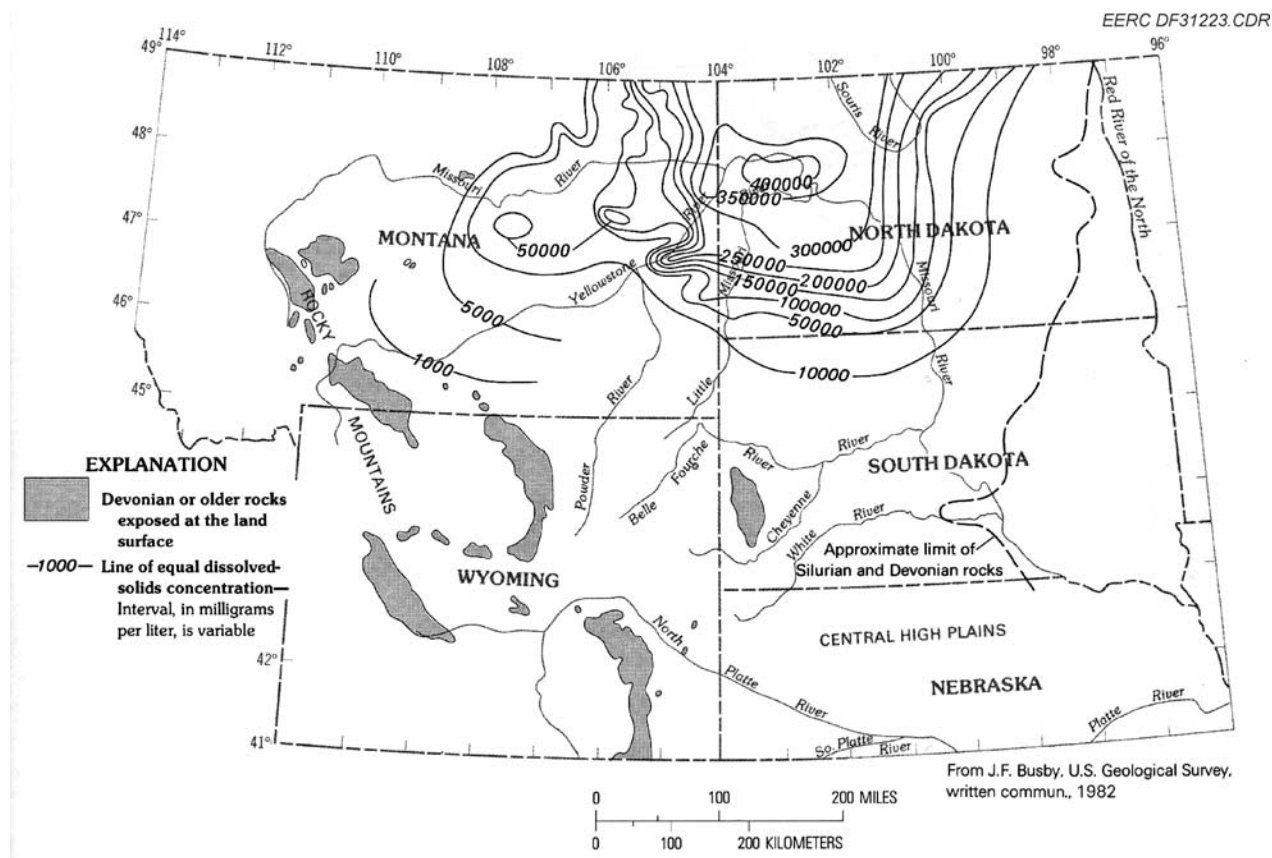 EERC DF31223.CDR
114°
112°
110°
108°
106°
104°
102°
100°
98°
96°
49°
48°
47°
46°
45°
42°
41°
Souris
River
Red River of the North
Missouri
River
400000
350000
River
MONTANA
50000
NORTH DAKOTA
300000
250000
200000
150000
100000
50000
Missouri
Yellowstone
Missouri
ROCKY
5000
1000
10000
River
Little
River
MOUNTAINS
EXPLANATION
Devonian or older rocks
exposed at the land
surface
—1000— Line of equal dissolved-
solids concentration—
Interval, in milligrams
per liter, is variable
Powder
Belle
Fourche
River
River
Cheyenne
White
River
SOUTH DAKOTA
Approximate limit of
Silurian and Devonian rocks
WYOMING
North
Platte
River
CENTRAL HIGH PLAINS
NEBRASKA
So. Platte
River
Platte
River
From J.F. Busby, U.S. Geological Survey,
written commun., 1982
0 100 200 MILES
0 100 200 KILOMETERS